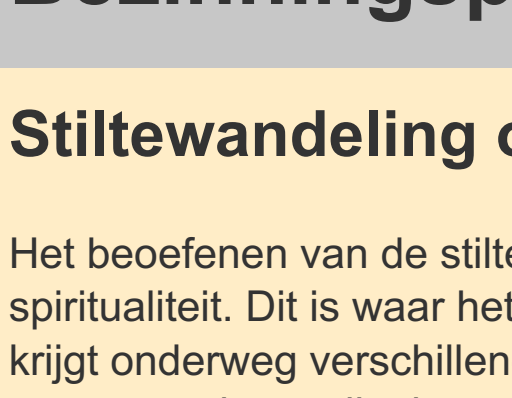 Stiltewandeling
Het beoefenen van de stilte
spiritualiteit. Dit is waar het
krijgt onderweg verschillen